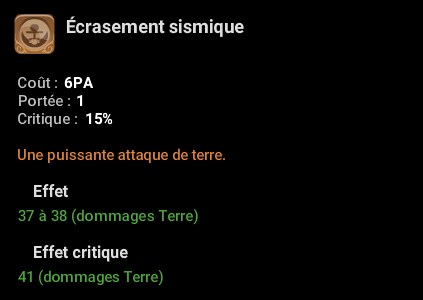 Écrasement sismique
Coût : 6PA
Portée : 1
Critique : 15%
Une puissante attaque de terre.
Effet
37 à 38 (dommages Terre)
Effet critique
41 (dommages Terre)